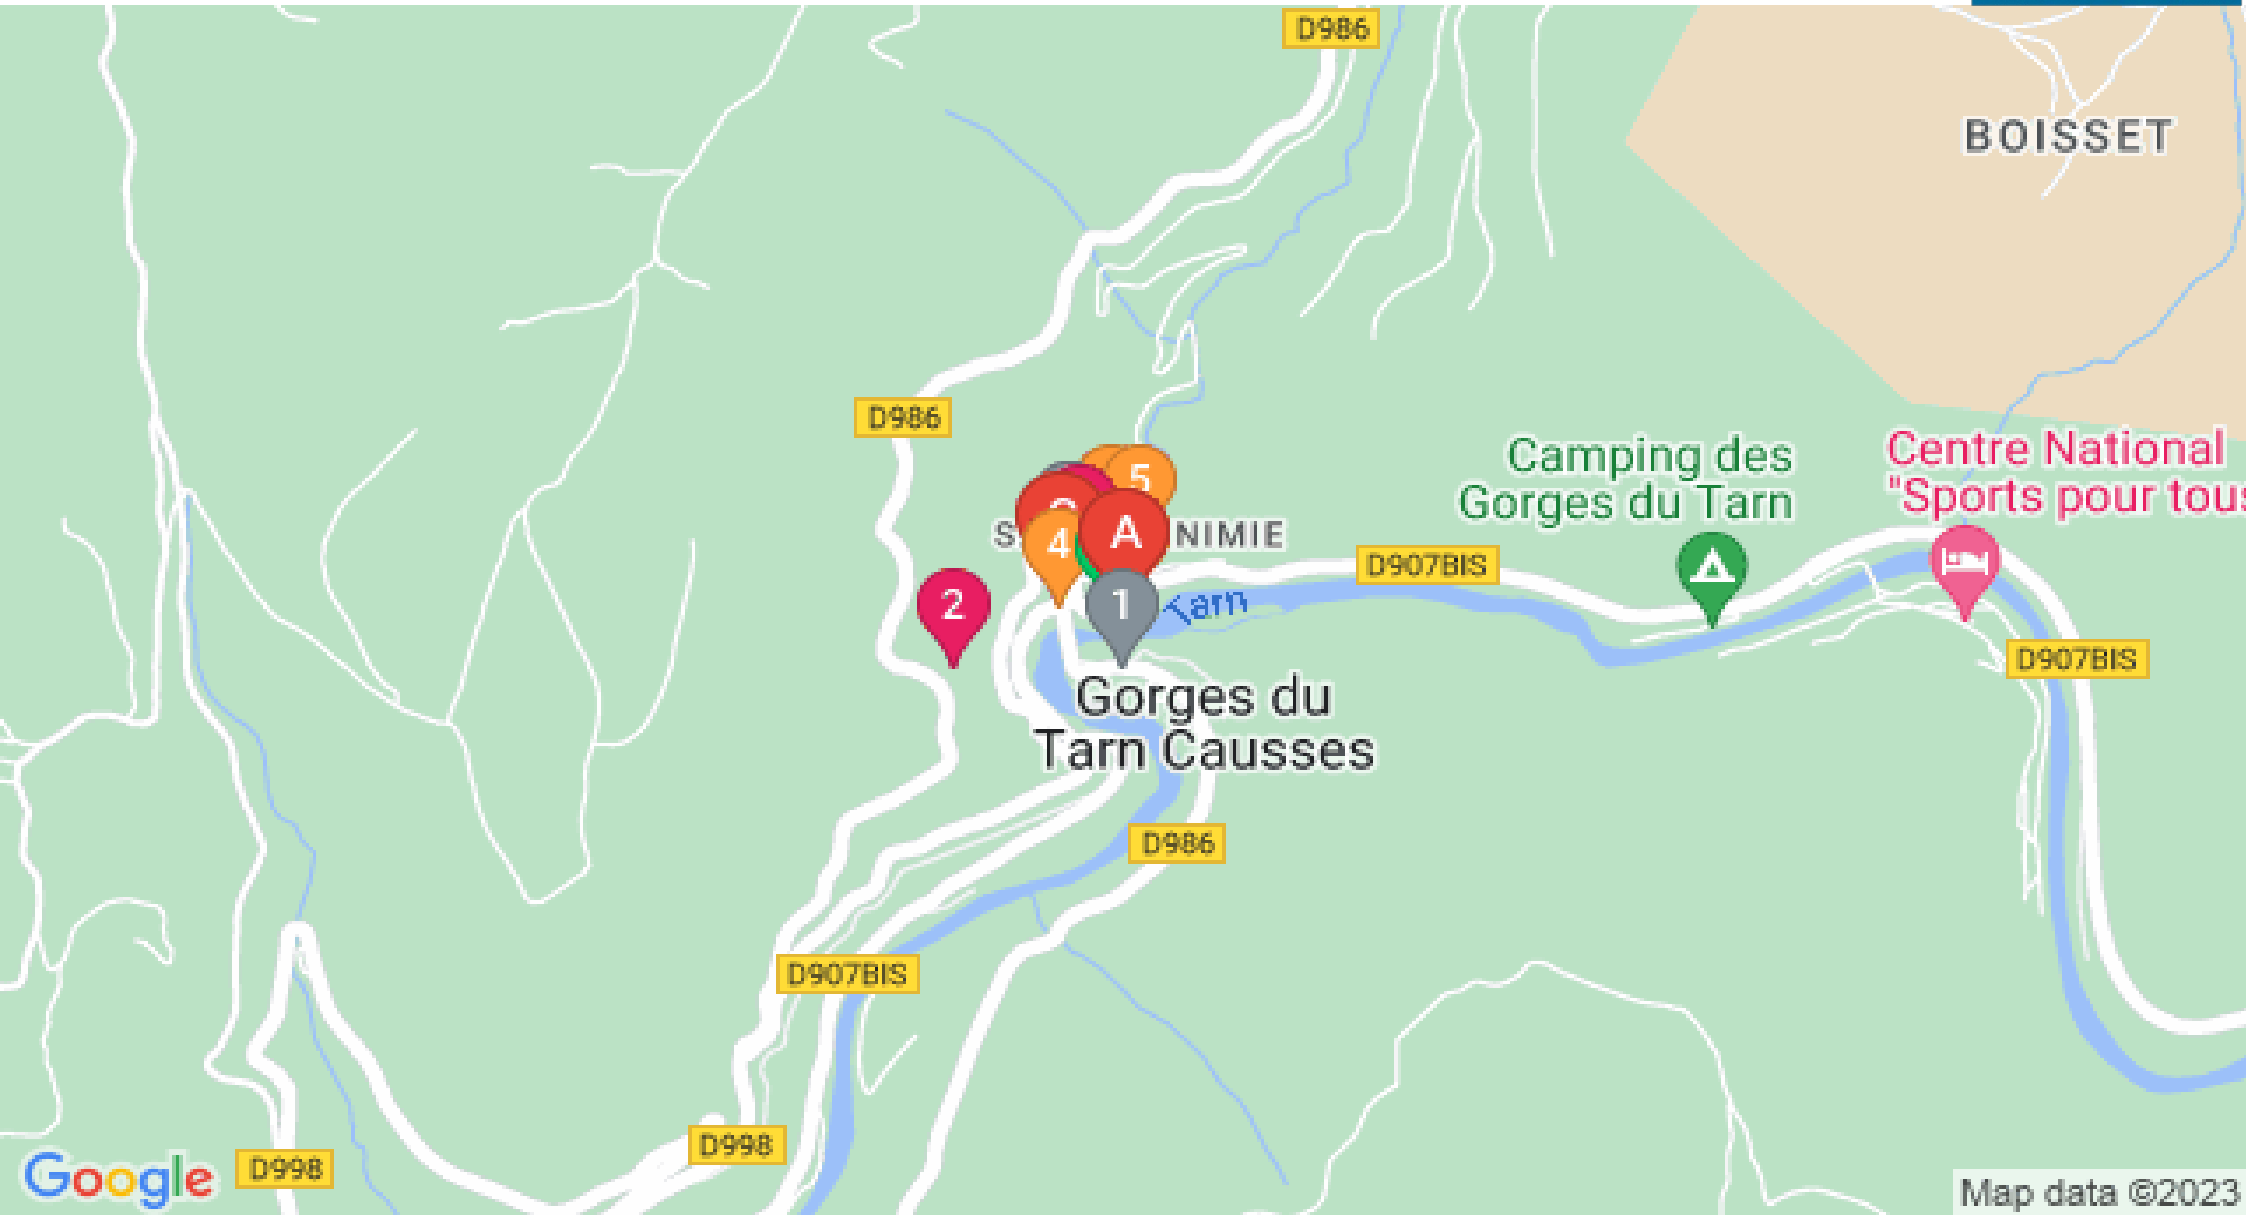 D986
BOISSET
D986
Camping des
Gorges du Tarn
Centre National
"Sports pour tous
5
A
4
NIMIE
D907BIS
2
1
Tarn
D907BIS
Gorges du
Tarn Causses
D986
D907BIS
D998
D998
Google
Map data ©2023